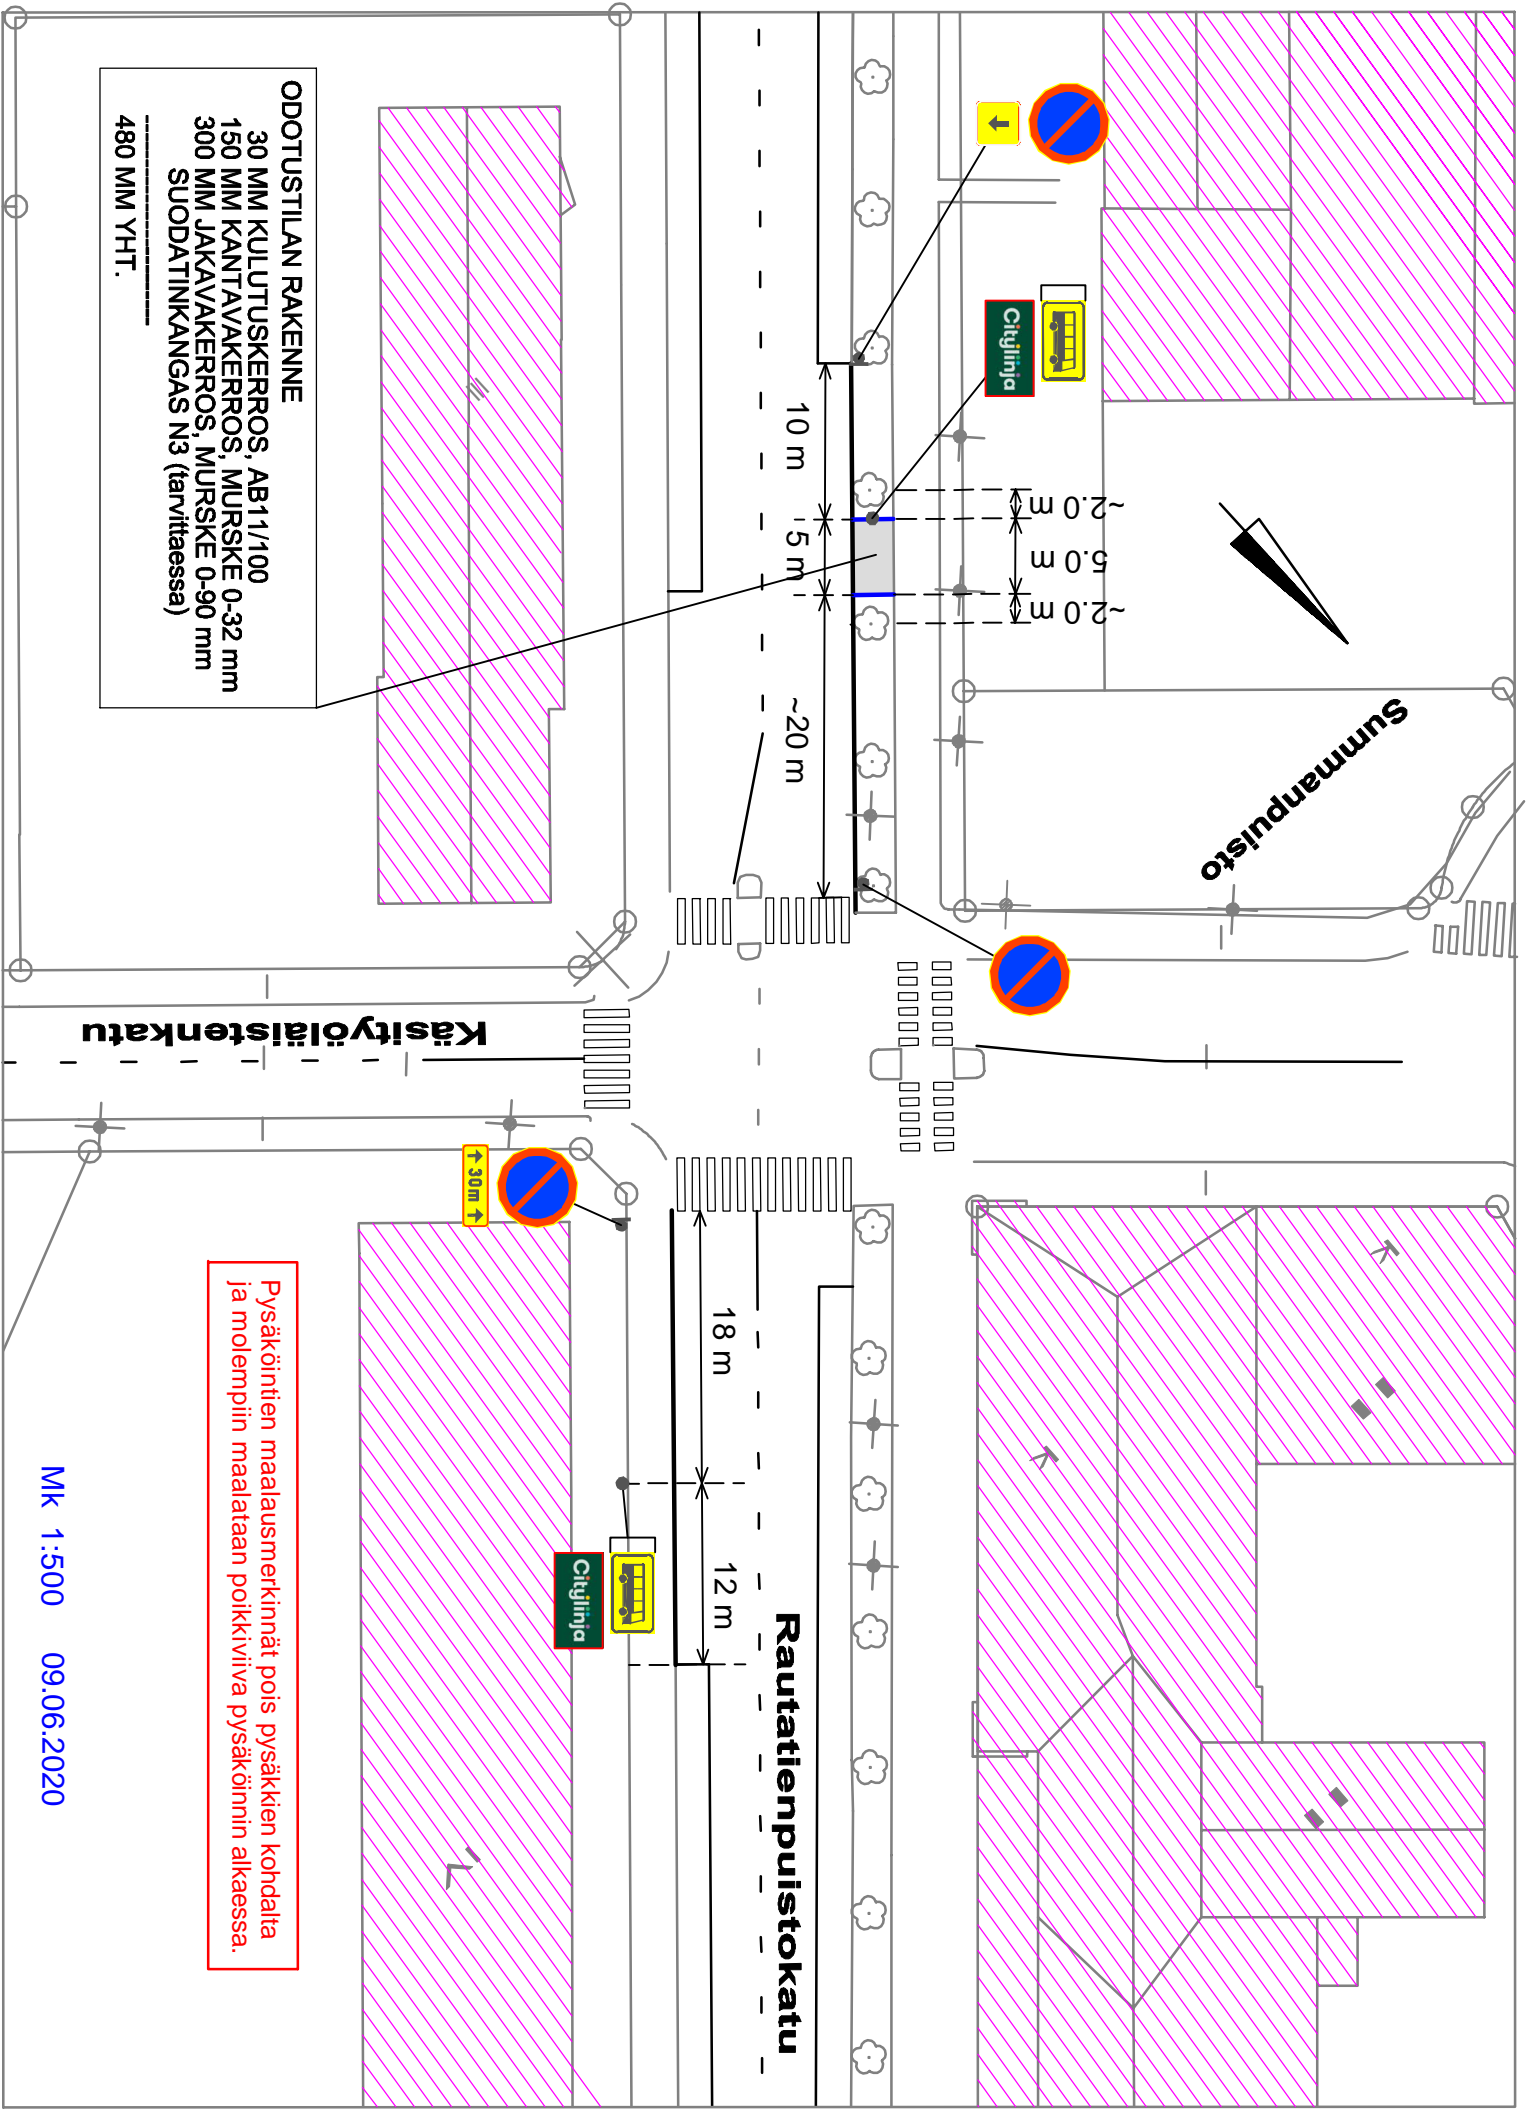 ODOTUSTILAN RAKENNE
30 MM KULUTUSKERROS, AB11/100
150 MM KANTAVAKERROS, MURSKE 0-32 mm
300 MM JAKAVAKERROS, MURSKE 0-90 mm
SUODATINKANGAS N3 (tarvittaessa)
--------------------------
480 MM YHT.
Citylinja
10 m
5 m
~20 m
~2.0 m
5.0 m
~2.0 m
Summanpuisto
Käsityöläistenkatu
↑ 30m ↑
18 m
12 m
Citylinja
Rautatienpuistokatu
Pysäköintien maalausmerkinnät pois pysäkkien kohdalta
ja molempiin maalataan poikkiviiva pysäköinnin alkaessa.
Mk 1:500 09.06.2020